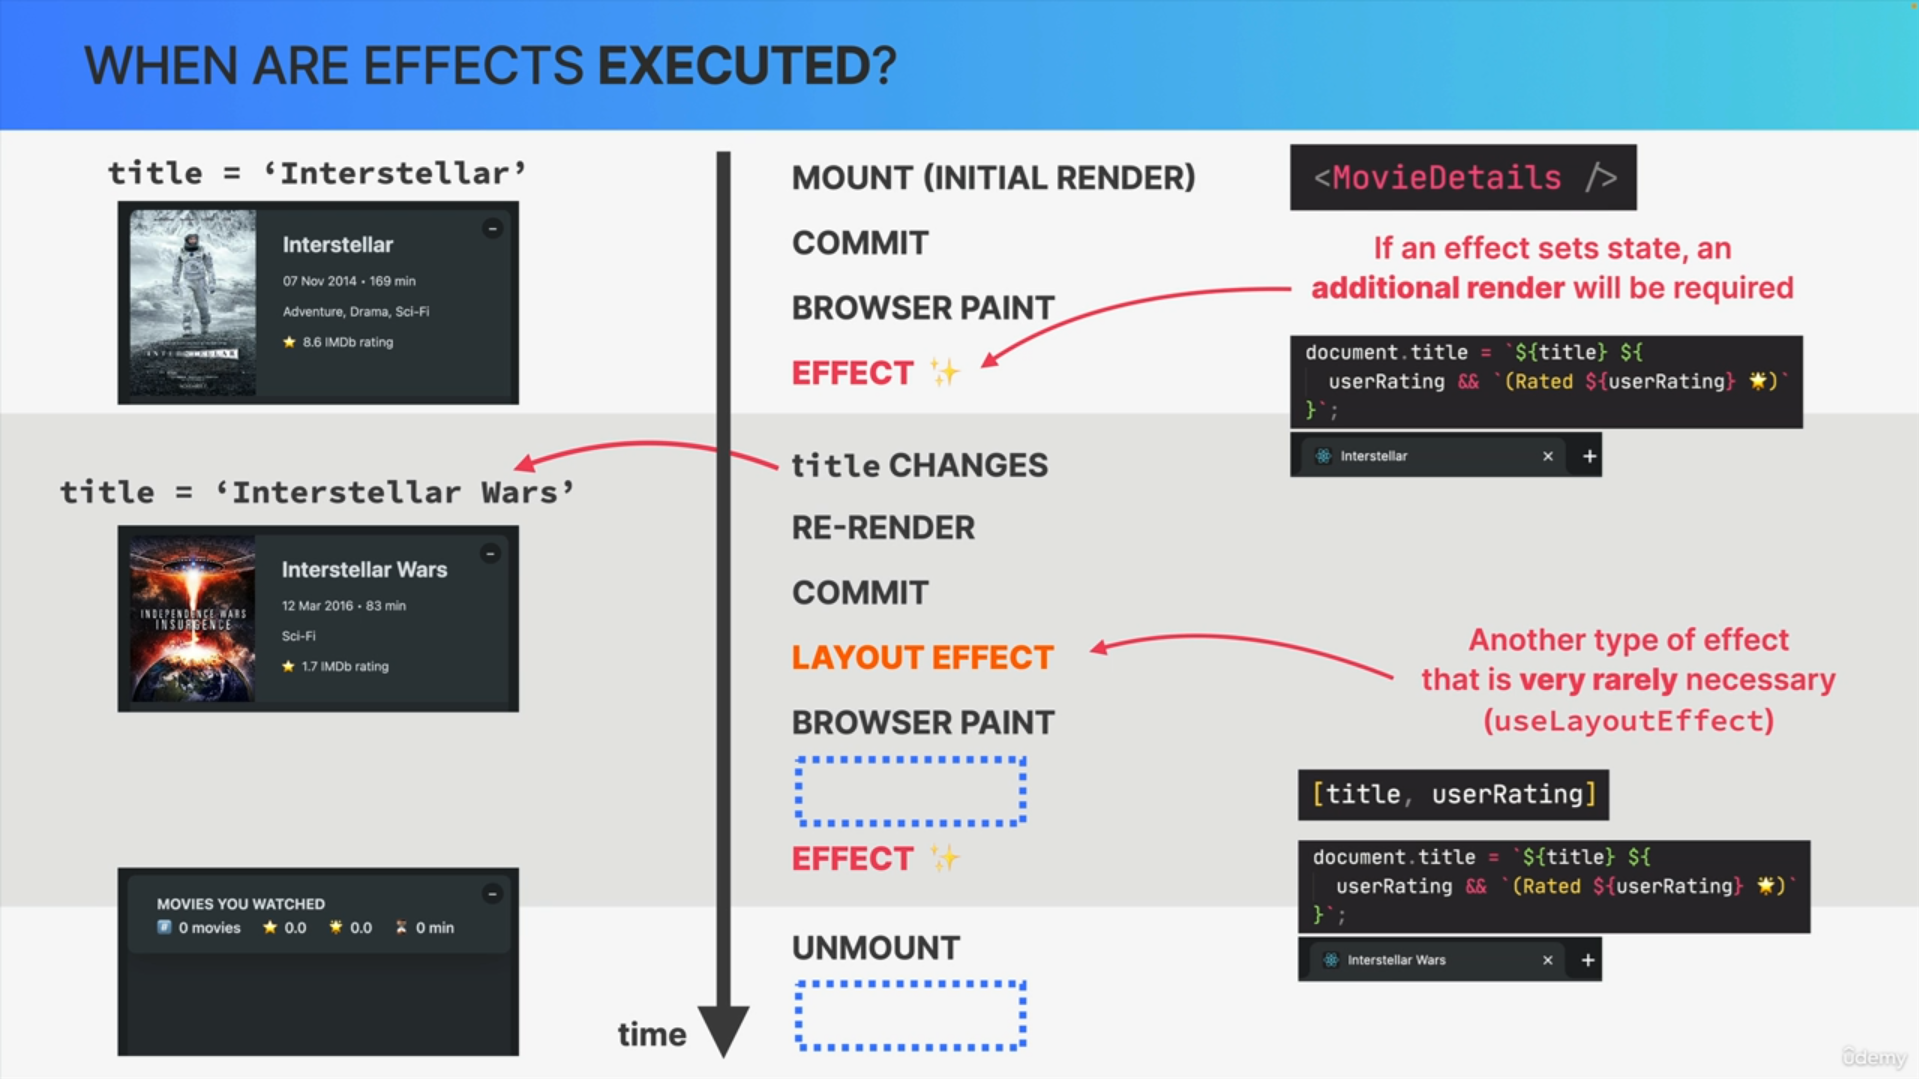 WHEN ARE EFFECTS EXECUTED?
title = ‘Interstellar’
Interstellar
07 Nov 2014 • 169 min
Adventure, Drama, Sci-Fi
⭐ 8.6 IMDb rating
INTERSTELLAR
MOUNT (INITIAL RENDER)
COMMIT
BROWSER PAINT
EFFECT ✨
<MovieDetails />
If an effect sets state, an
additional render will be required
document.title = `${title} ${
userRating && `(Rated ${userRating} 🌟)`
}`;
Interstellar
title = ‘Interstellar Wars’
Interstellar Wars
12 Mar 2016 • 83 min
Sci-Fi
⭐ 1.7 IMDb rating
INDEPENDENCE WARS
INSURGENCE
title CHANGES
RE-RENDER
COMMIT
LAYOUT EFFECT
BROWSER PAINT
EFFECT ✨
Another type of effect
that is very rarely necessary
(useLayoutEffect)
[title, userRating]
document.title = `${title} ${
userRating && `(Rated ${userRating} 🌟)`
}`;
Interstellar Wars
MOVIES YOU WATCHED
#️⃣ 0 movies ⭐ 0.0 🌟 0.0 ⏳ 0 min
UNMOUNT
time
ûdemy